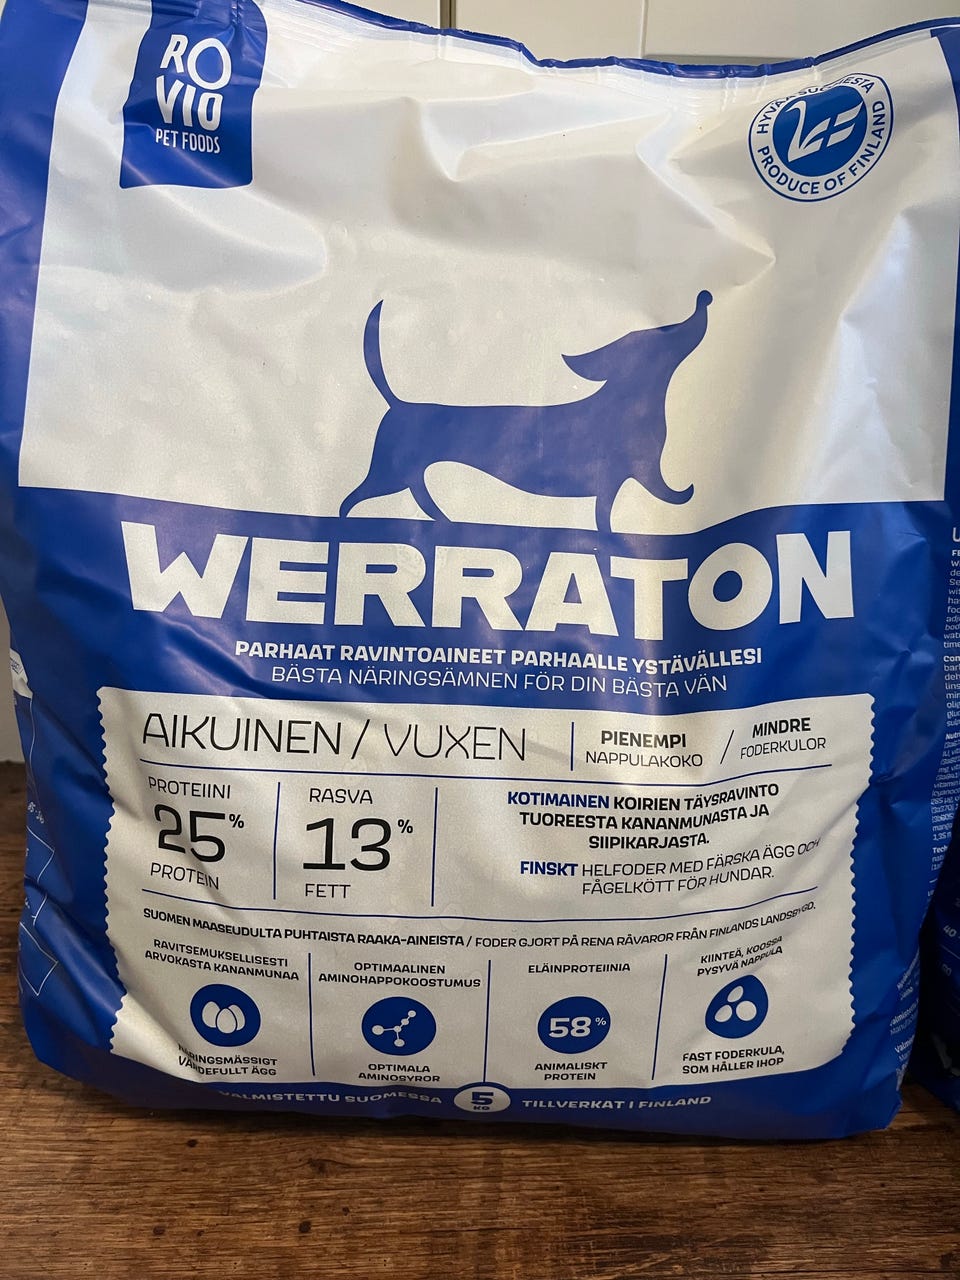 RO
VIO
PET FOODS
HYVÄÄ SUOMESTA
PRODUCE OF FINLAND
WERRATON
PARHAAT RAVINTOAINEET PARHAALLE YSTÄVÄLLESI
BÄSTA NÄRINGSÄMNEN FÖR DIN BÄSTA VÄN
AIKUINEN / VUXEN
PIENEMPI
NAPPULAKOKO
/
MINDRE
FODERKULOR
PROTEIINI
25%
PROTEIN
RASVA
13%
FETT
KOTIMAINEN KOIRIEN TÄYSRAVINTO
TUOREESTA KANANMUNASTA JA
SIIPIKARJASTA.
FINSKT HELFODER MED FÄRSKA ÄGG OCH
FÅGELKÖTT FÖR HUNDAR.
SUOMEN MAASEUDULTA PUHTAISTA RAAKA-AINEISTA / FODER GJORT PÅ RENA RÅVAROR FRÅN FINLANDS LANDSBYGD.
RAVITSEMUKSELLISESTI
ARVOKASTA KANANMUNAA
NÄRINGSMÄSSIGT
VÄRDEFULLT ÄGG
OPTIMAALINEN
AMINOHAPPOKOOSTUMUS
OPTIMALA
AMINOSYROR
ELÄINPROTEIINIA
58%
ANIMALISKT
PROTEIN
KIINTEÄ, KOOSSA
PYSYVÄ NAPPULA
FAST FODERKULA,
SOM HÅLLER IHOP
VALMISTETTU SUOMESSA
5
KG
TILLVERKAT I FINLAND